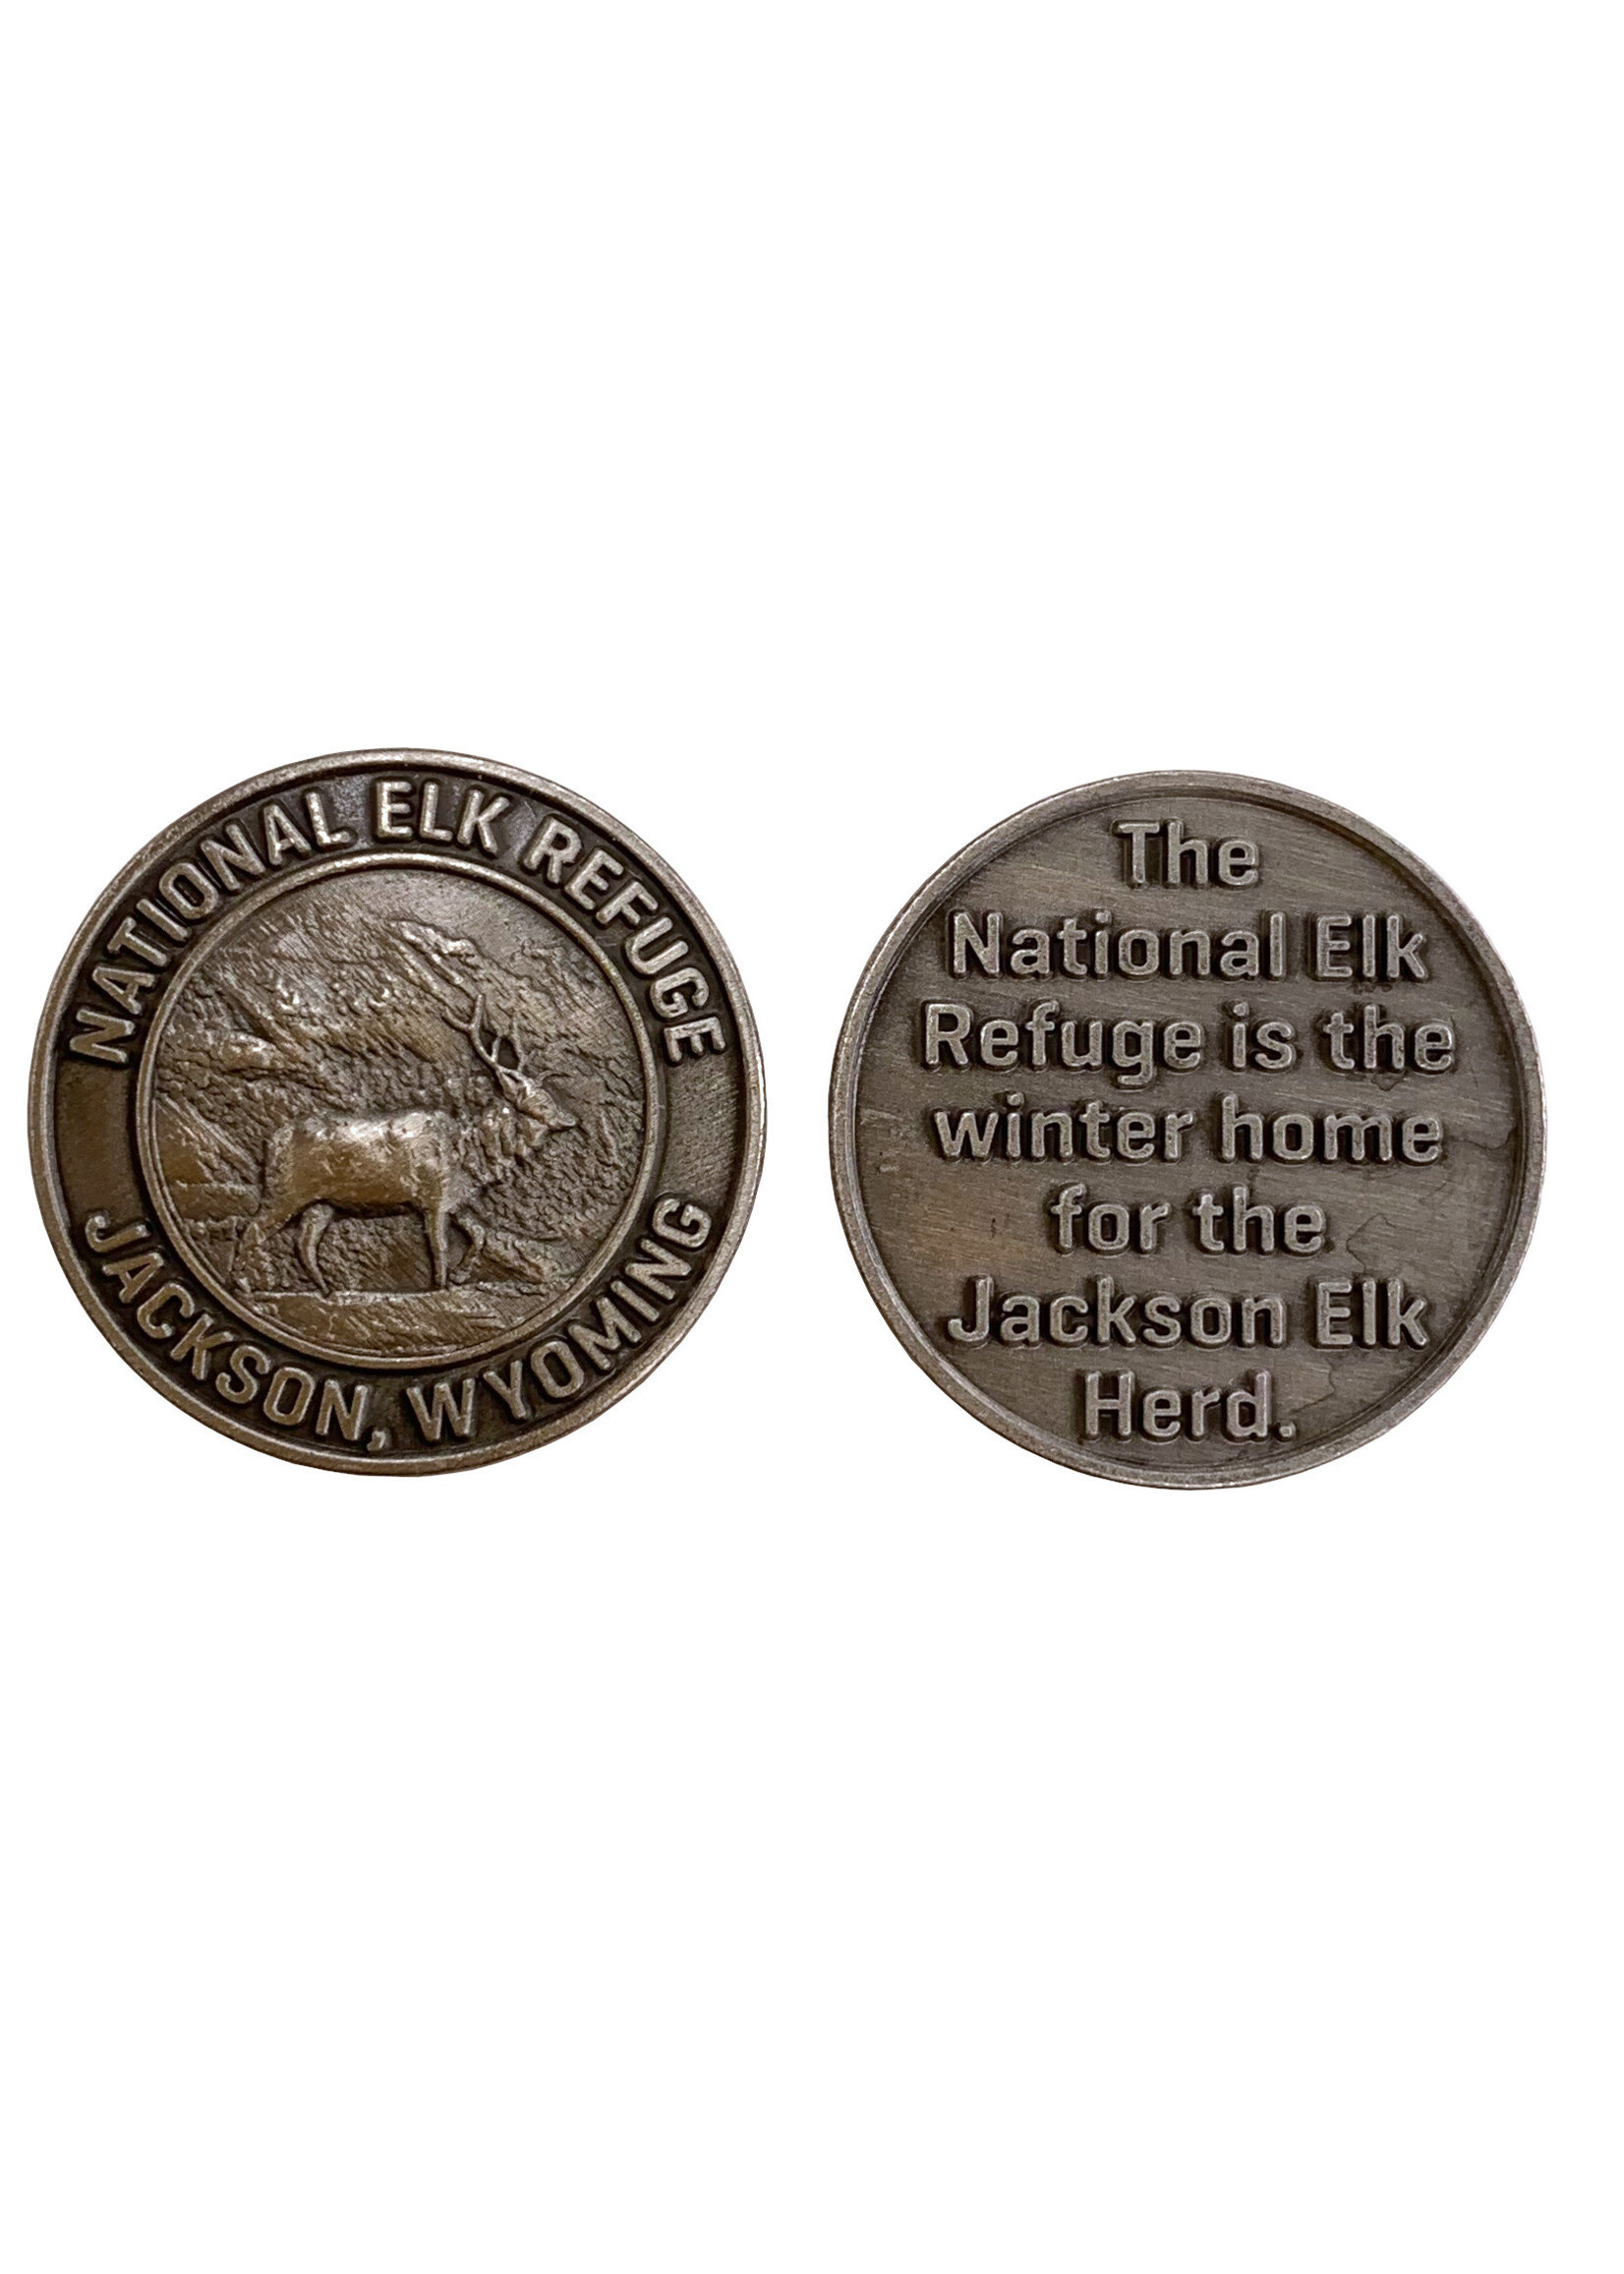 NATIONAL ELK REFUGE
JACKSON, WYOMING
The
National Elk
Refuge is the
winter home
for the
Jackson Elk
Herd.